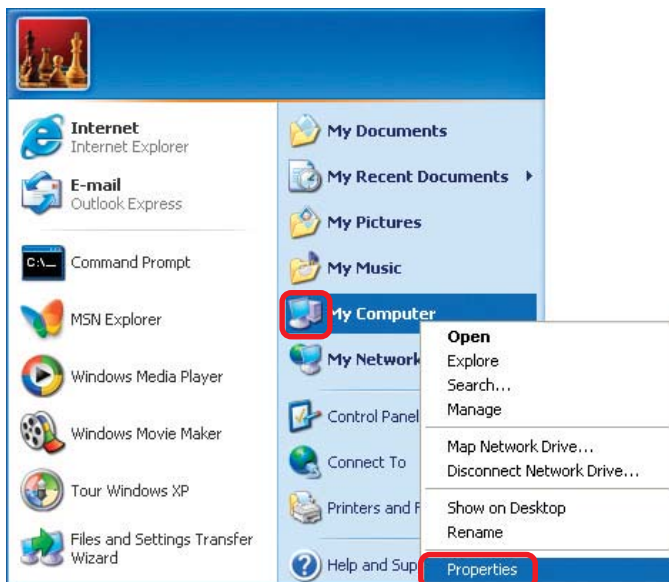 Internet
Internet Explorer
E-mail
Outlook Express
C:\_
Command Prompt
MSN Explorer
Windows Media Player
Windows Movie Maker
Tour Windows XP
Files and Settings Transfer
Wizard
My Documents
My Recent Documents
My Pictures
My Music
My Computer
My Network
Control Panel
Connect To
Printers and F
Help and Sup
Open
Explore
Search...
Manage
Map Network Drive...
Disconnect Network Drive...
Show on Desktop
Rename
Properties